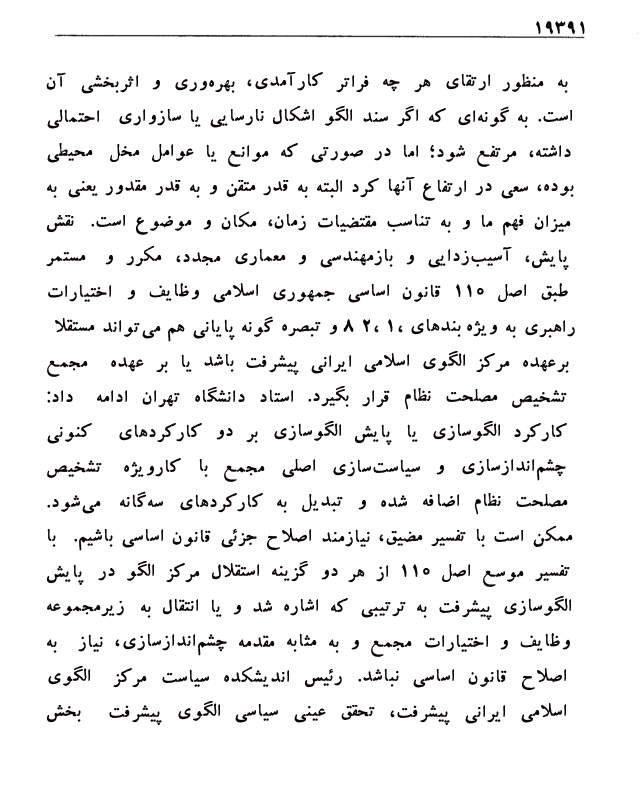 ۱۹۳۹۱
به منظور ارتقای هر چه فراتر کارآمدی، بهره‌وری و اثربخشی آن
است. به گونه‌ای که اگر سند الگو اشکال نارسایی یا سازواری احتمالی
داشته، مرتفع شود؛ اما در صورتی که موانع یا عوامل مخل محیطی
بوده، سعی در ارتفاع آنها کرد البته به قدر متقن و به قدر مقدور یعنی به
میزان فهم ما و به تناسب مقتضیات زمان، مکان و موضوع است. نقش
پایش، آسیب‌زدایی و بازمهندسی و معماری مجدد، مکرر و مستمر
طبق اصل ۱۱۰ قانون اساسی جمهوری اسلامی وظایف و اختیارات
راهبری به ویژه بندهای ،۱ ،۲ ۸ و تبصره گونه پایانی هم می‌تواند مستقلا
برعهده مرکز الگوی اسلامی ایرانی پیشرفت باشد یا بر عهده مجمع
تشخیص مصلحت نظام قرار بگیرد. استاد دانشگاه تهران ادامه داد:
کارکرد الگوسازی یا پایش الگوسازی بر دو کارکردهای کنونی
چشم‌اندازسازی و سیاست‌سازی اصلی مجمع با کارویژه تشخیص
مصلحت نظام اضافه شده و تبدیل به کارکردهای سه‌گانه می‌شود.
ممکن است با تفسیر مضیق، نیازمند اصلاح جزئی قانون اساسی باشیم. با
تفسیر موسع اصل ۱۱۰ از هر دو گزینه استقلال مرکز الگو در پایش
الگوسازی پیشرفت به ترتیبی که اشاره شد و یا انتقال به زیرمجموعه
وظایف و اختیارات مجمع و به مثابه مقدمه چشم‌اندازسازی، نیاز به
اصلاح قانون اساسی نباشد. رئیس اندیشکده سیاست مرکز الگوی
اسلامی ایرانی پیشرفت، تحقق عینی سیاسی الگوی پیشرفت بخش